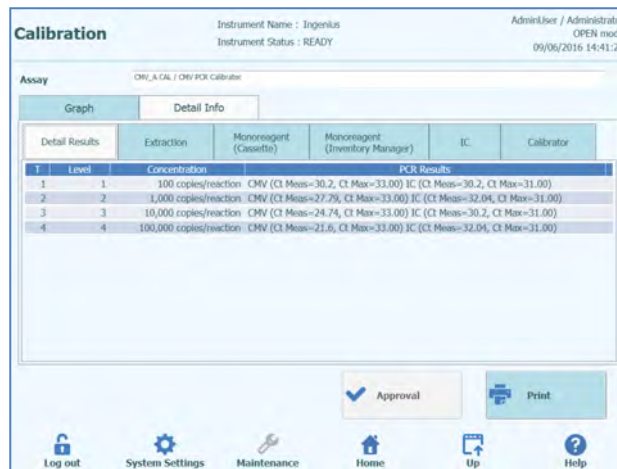 Calibration
Instrument Name : Ingenius
Instrument Status : READY
AdminUser / Administrat
OPEN mod
09/06/2016 14:41:2
Assay
CMV_A CAL / CMV PCR Calibrator
Graph
Detail Info
Detail Results
Extraction
Monoreagent
(Cassette)
Monoreagent
(Inventory Manager)
IC
Calibrator
T Level Concentration PCR Results
1 1 100 copies/reaction CMV (Ct Meas=30.2, Ct Max=33.00) IC (Ct Meas=30.2, Ct Max=31.00)
2 2 1,000 copies/reaction CMV (Ct Meas=27.79, Ct Max=33.00) IC (Ct Meas=32.04, Ct Max=31.00)
3 3 10,000 copies/reaction CMV (Ct Meas=24.74, Ct Max=33.00) IC (Ct Meas=30.2, Ct Max=31.00)
4 4 100,000 copies/reaction CMV (Ct Meas=21.6, Ct Max=33.00) IC (Ct Meas=32.04, Ct Max=31.00)
Approval
Print
Log out
System Settings
Maintenance
Home
Up
Help